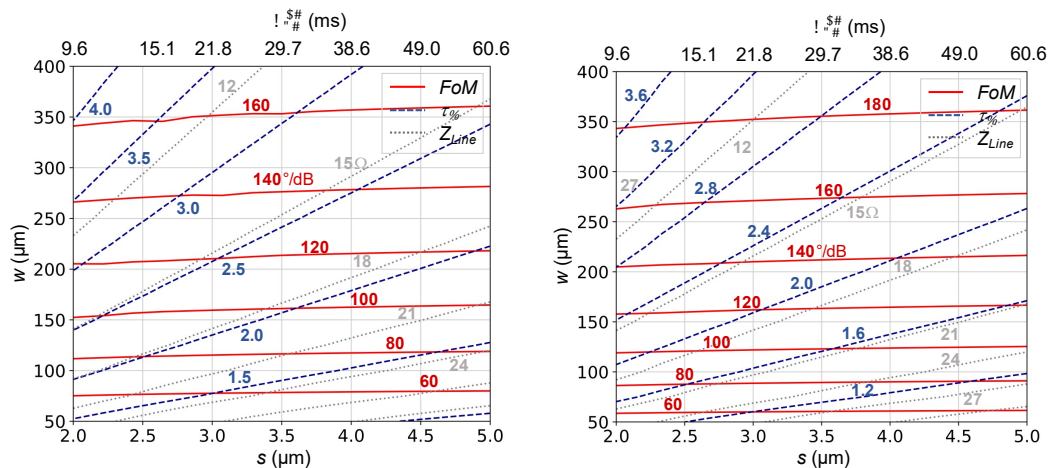 ! " $# # (ms)
9.6 15.1 21.8 29.7 38.6 49.0 60.6
400
350
300
250
200
150
100
50
w (µm)
4.0
3.5
3.0
2.5
2.0
1.5
12
15Ω
18
21
24
160
140°/dB
120
100
80
60
FoM
τ%
ZLine
2.0 2.5 3.0 3.5 4.0 4.5 5.0
s (µm)
! " $# # (ms)
9.6 15.1 21.8 29.7 38.6 49.0 60.6
400
350
300
250
200
150
100
50
w (µm)
3.6
3.2
2.8
2.4
2.0
1.6
1.2
27
12
15Ω
18
21
24
27
180
160
140°/dB
120
100
80
60
FoM
τ%
ZLine
2.0 2.5 3.0 3.5 4.0 4.5 5.0
s (µm)